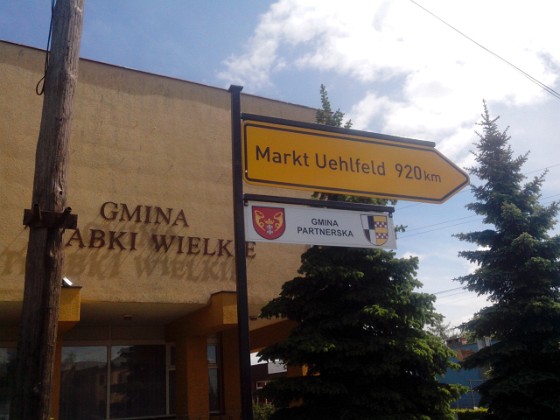 Markt Uehlfeld 920 km
GMINA
PARTNERSKA
GMINA
WIELKIE